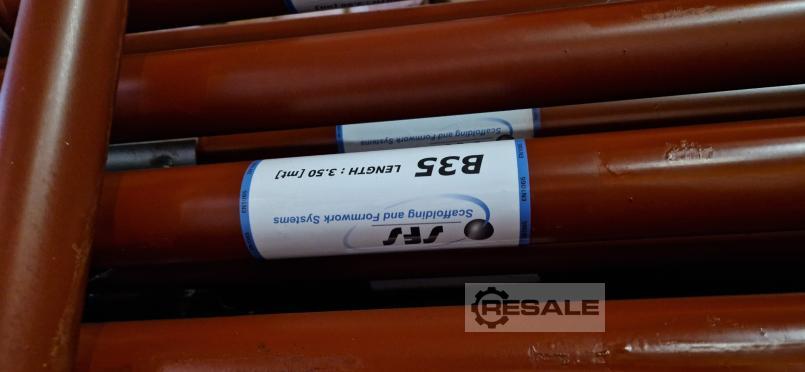 Scaffolding and Formwork Systems
SFS
Scaffolding and Formwork Systems
B35 LENGTH : 3.50 [mt]
RESALE